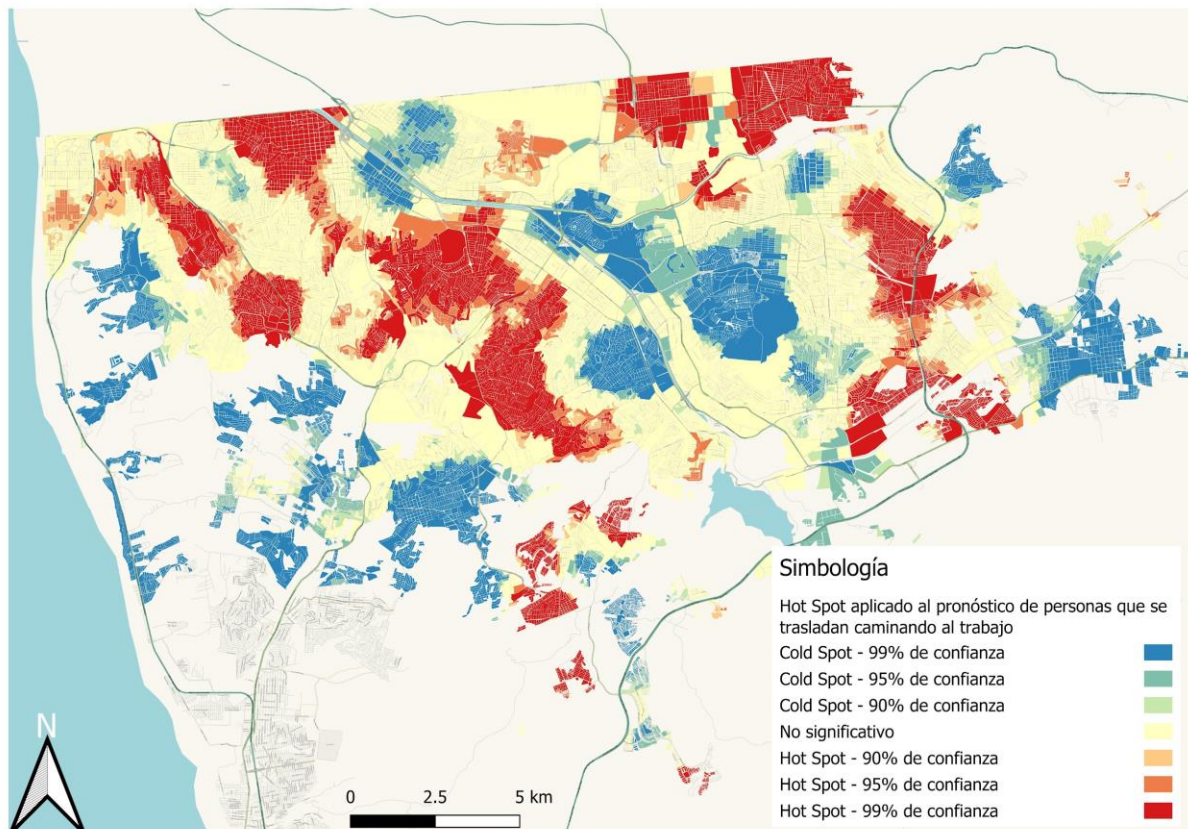 Simbología
Hot Spot aplicado al pronóstico de personas que se
trasladan caminando al trabajo
Cold Spot - 99% de confianza
Cold Spot - 95% de confianza
Cold Spot - 90% de confianza
No significativo
Hot Spot - 90% de confianza
Hot Spot - 95% de confianza
Hot Spot - 99% de confianza
N
0 2.5 5 km